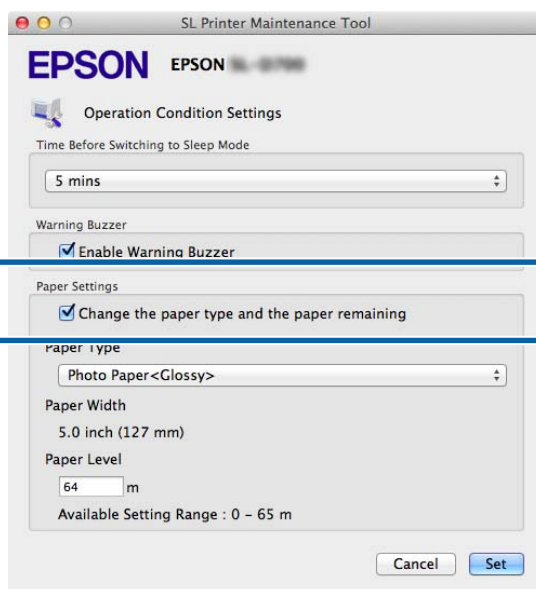 SL Printer Maintenance Tool
EPSON EPSON
Operation Condition Settings
Time Before Switching to Sleep Mode
5 mins
Warning Buzzer
Enable Warning Buzzer
Paper Settings
Change the paper type and the paper remaining
Paper Type
Photo Paper<Glossy>
Paper Width
5.0 inch (127 mm)
Paper Level
64 m
Available Setting Range : 0 – 65 m
Cancel Set